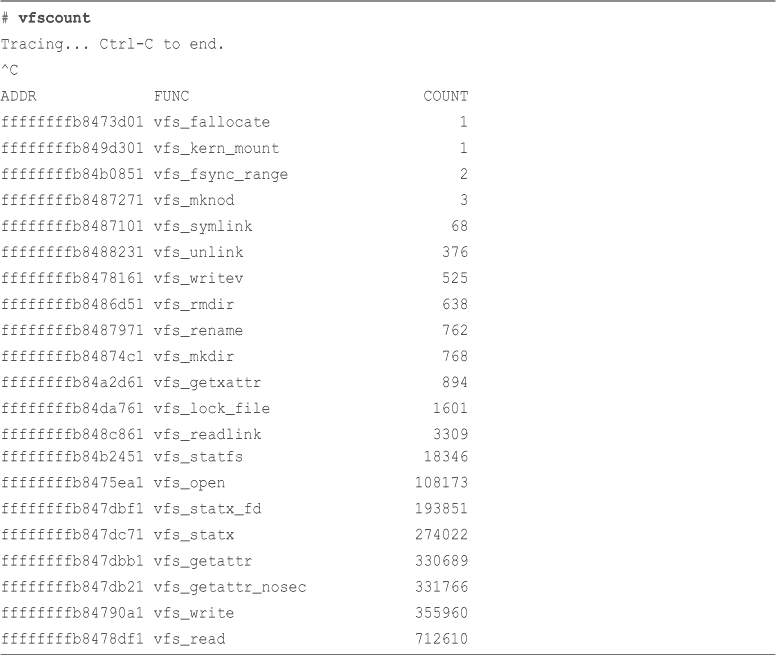 # vfscount
Tracing... Ctrl-C to end.
^C
ADDR FUNC COUNT
ffffffffb8473d01 vfs_fallocate 1
ffffffffb849d301 vfs_kern_mount 1
ffffffffb84b0851 vfs_fsync_range 2
ffffffffb8487271 vfs_mknod 3
ffffffffb8487101 vfs_symlink 68
ffffffffb8488231 vfs_unlink 376
ffffffffb8478161 vfs_writev 525
ffffffffb8486d51 vfs_rmdir 638
ffffffffb8487971 vfs_rename 762
ffffffffb84874c1 vfs_mkdir 768
ffffffffb84a2d61 vfs_getxattr 894
ffffffffb84da761 vfs_lock_file 1601
ffffffffb848c861 vfs_readlink 3309
ffffffffb84b2451 vfs_statfs 18346
ffffffffb8475ea1 vfs_open 108173
ffffffffb847dbf1 vfs_statx_fd 193851
ffffffffb847dc71 vfs_statx 274022
ffffffffb847dbb1 vfs_getattr 330689
ffffffffb847db21 vfs_getattr_nosec 331766
ffffffffb84790a1 vfs_write 355960
ffffffffb8478df1 vfs_read 712610